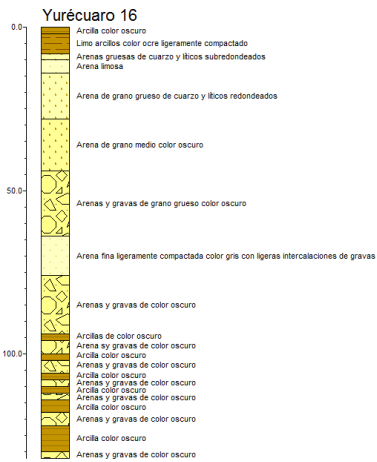 Yurécuaro 16
0.0
Arcilla color oscuro
Limo arcillos color ocre ligeramente compactado
Arenas gruesas de cuarzo y líticos subredondeados
Arena limosa
Arena de grano grueso de cuarzo y líticos redondeados
Arena de grano medio color oscuro
50.0
Arenas y gravas de grano grueso color oscuro
Arena fina ligeramente compactada color gris con ligeras intercalaciones de gravas
Arenas y gravas de color oscuro
Arcillas de color oscuro
Arena sy gravas de color oscuro
100.0
Arcilla color oscuro
Arenas y gravas de color oscuro
Arcilla color oscuro
Arenas y gravas de color oscuro
Arcilla color oscuro
Arenas y gravas de color oscuro
Arcilla color oscuro
Arenas y gravas de color oscuro
Arcilla color oscuro
Arenas y gravas de color oscuro